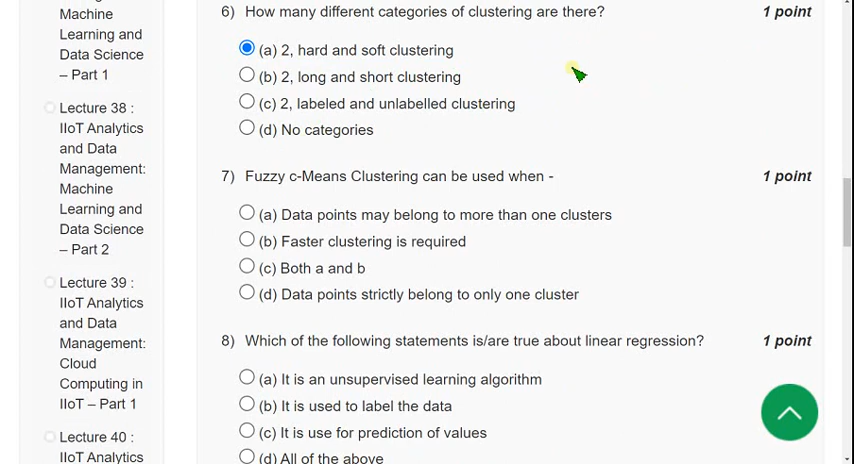 Machine
Learning and
Data Science
– Part 1
Lecture 38 :
IIoT Analytics
and Data
Management:
Machine
Learning and
Data Science
– Part 2
Lecture 39 :
IIoT Analytics
and Data
Management:
Cloud
Computing in
IIoT – Part 1
Lecture 40 :
IIoT Analytics
6) How many different categories of clustering are there? 1 point
(a) 2, hard and soft clustering
(b) 2, long and short clustering
(c) 2, labeled and unlabelled clustering
(d) No categories
7) Fuzzy c-Means Clustering can be used when - 1 point
(a) Data points may belong to more than one clusters
(b) Faster clustering is required
(c) Both a and b
(d) Data points strictly belong to only one cluster
8) Which of the following statements is/are true about linear regression? 1 point
(a) It is an unsupervised learning algorithm
(b) It is used to label the data
(c) It is use for prediction of values
(d) All of the above